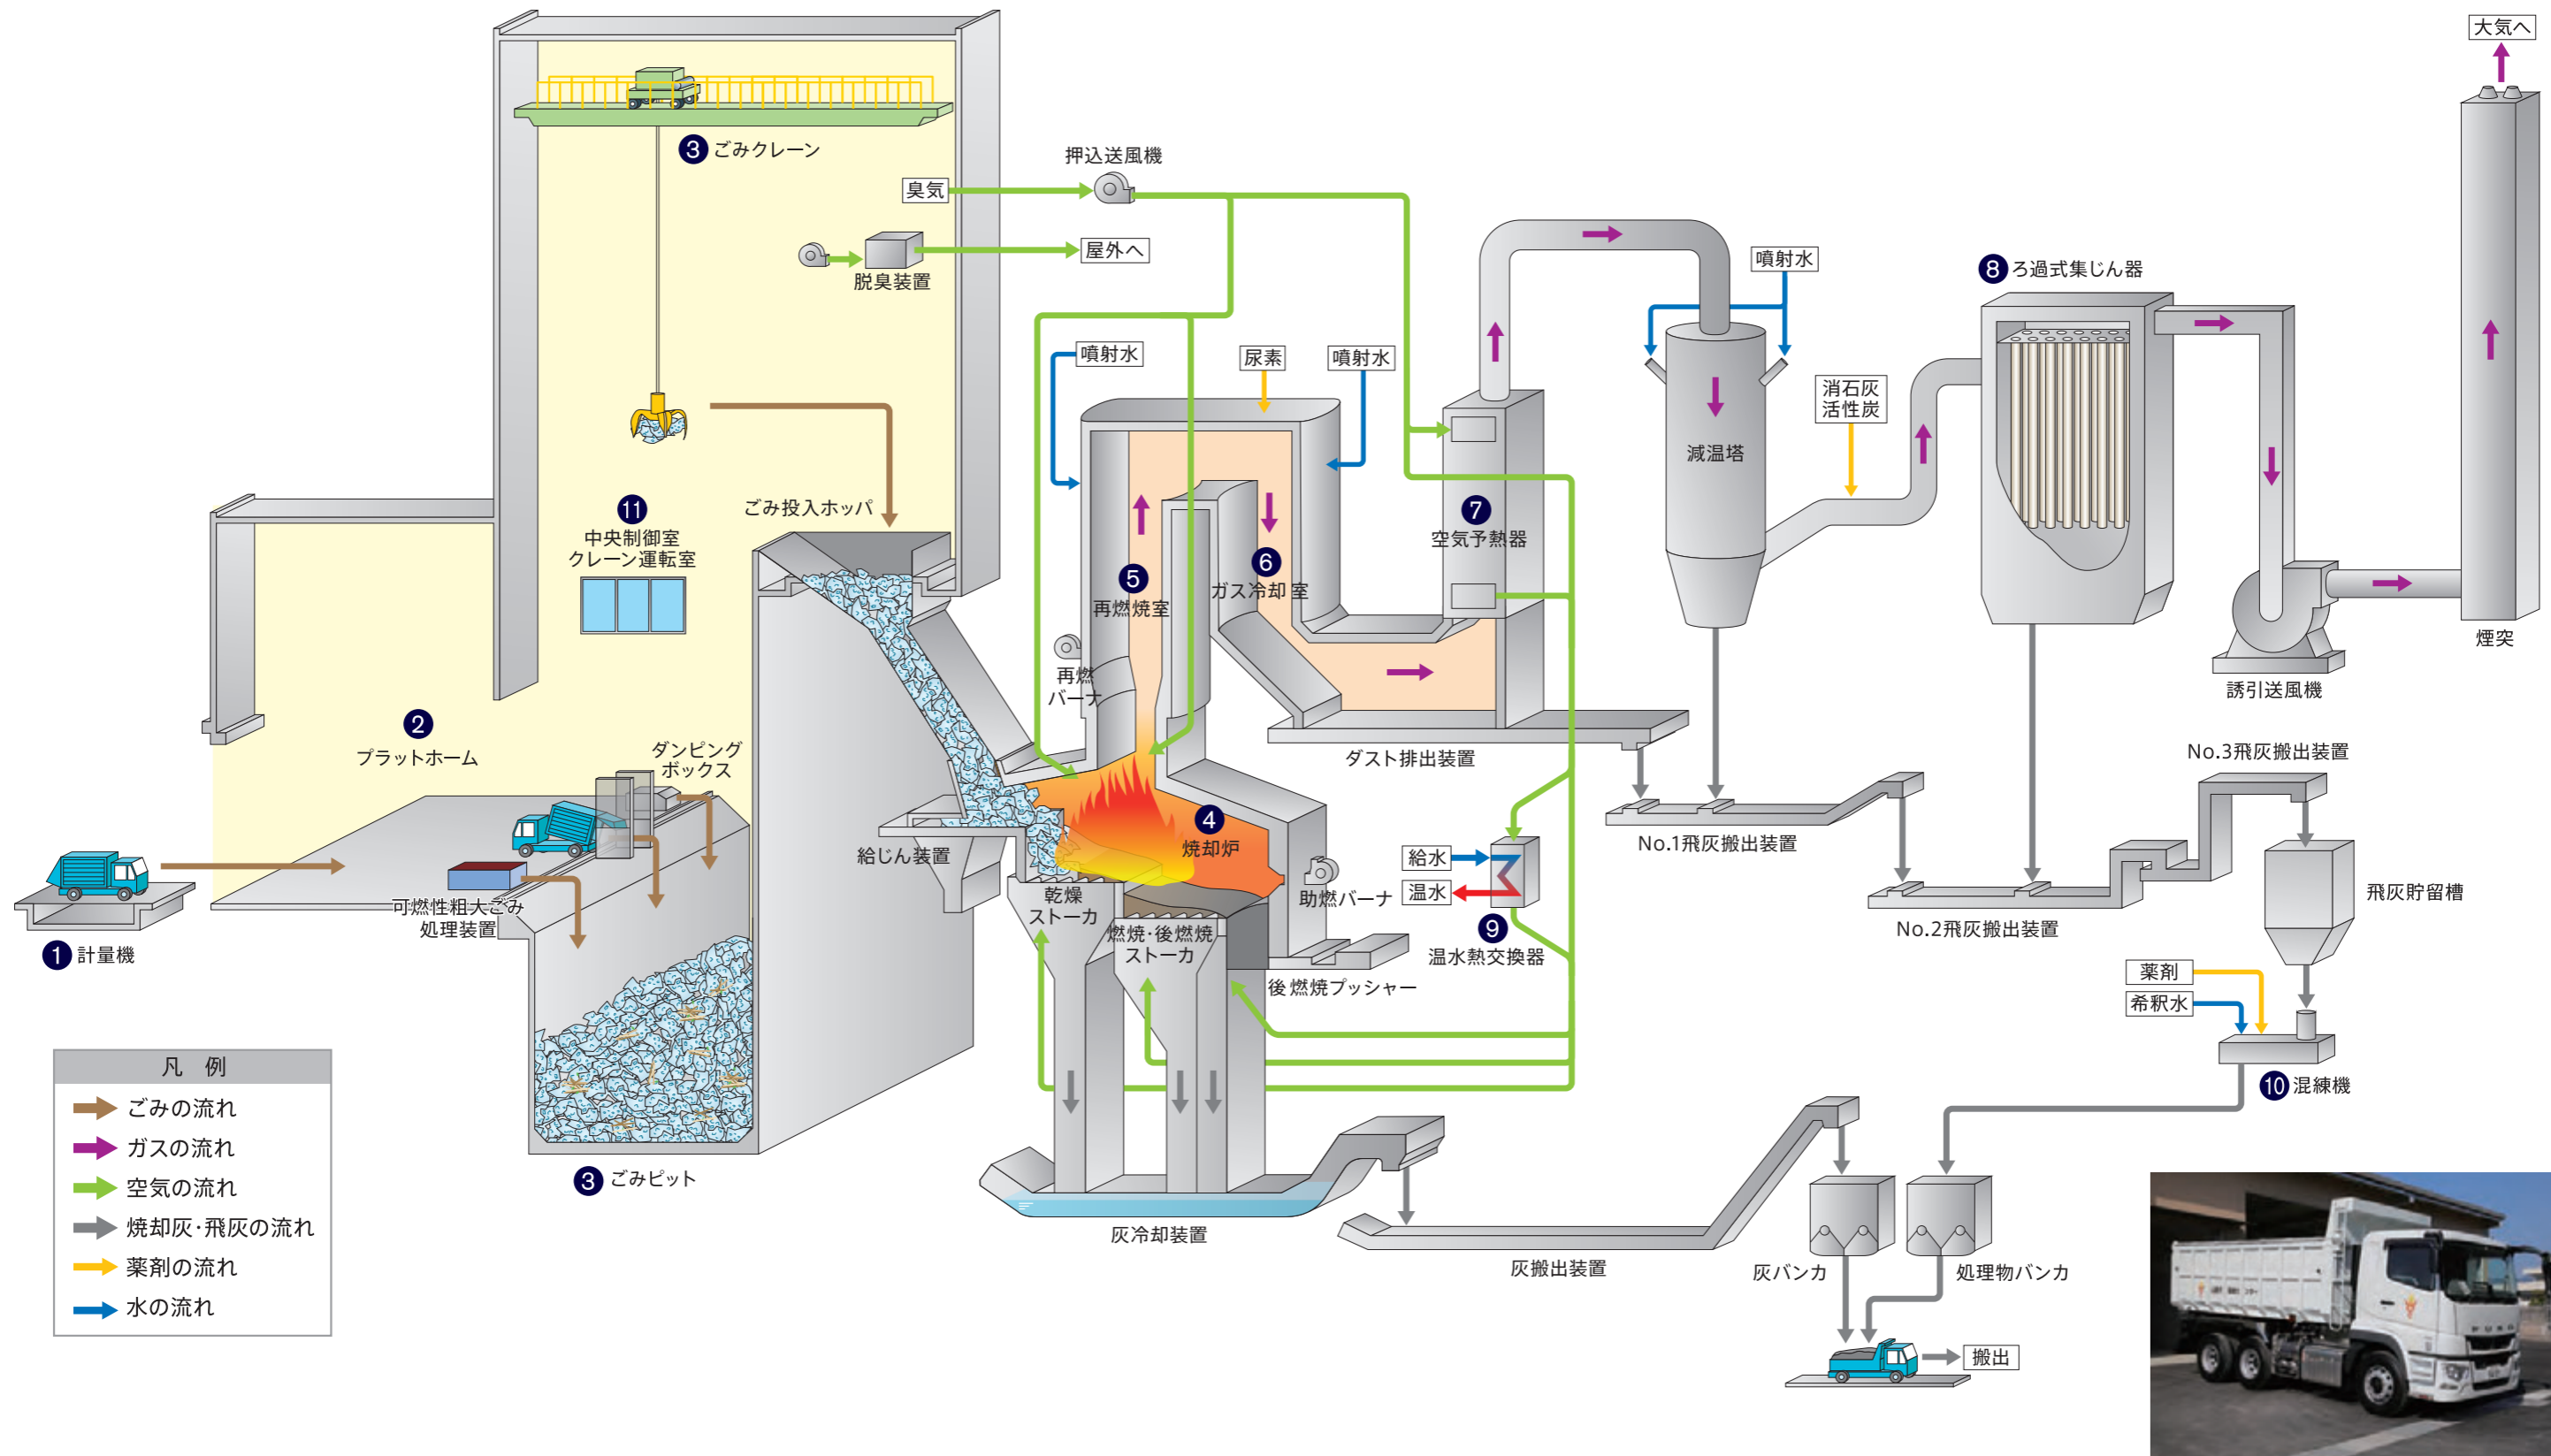 大気へ
③ ごみクレーン
押込送風機
臭気
屋外へ
脱臭装置
噴射水
⑧ ろ過式集じん器
噴射水
尿素
噴射水
消石灰
活性炭
減温塔
ごみ投入ホッパ
⑪
中央制御室
クレーン運転室
⑦
空気予熱器
⑥
ガス冷却室
⑤
再燃焼室
再燃
バーナ
煙突
誘引送風機
②
プラットホーム
ダンピング
ボックス
ダスト排出装置
No.3飛灰搬出装置
④
焼却炉
給じん装置
No.1飛灰搬出装置
給水
温水
助燃バーナ
乾燥
ストーカ
飛灰貯留槽
可燃性粗大ごみ
処理装置
燃焼・後燃焼
ストーカ
⑨
温水熱交換器
No.2飛灰搬出装置
① 計量機
後燃焼プッシャー
薬剤
希釈水
⑩ 混練機
凡 例
ごみの流れ
ガスの流れ
空気の流れ
焼却灰・飛灰の流れ
薬剤の流れ
水の流れ
③ ごみピット
灰冷却装置
灰搬出装置
灰バンカ
処理物バンカ
搬出
FUSO